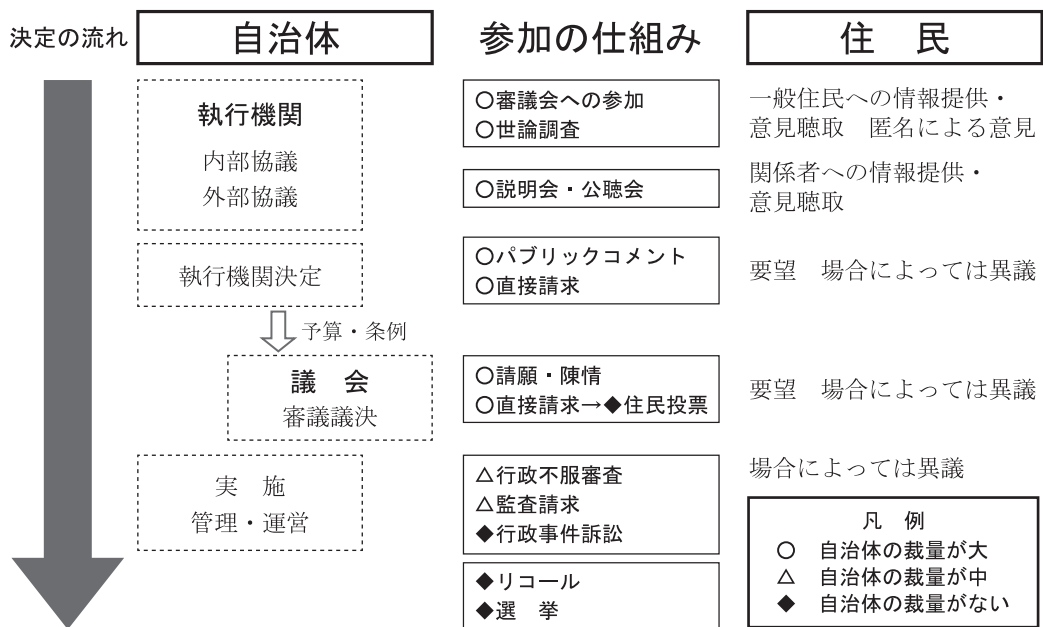 決定の流れ
自治体
参加の仕組み
住　民
執行機関
内部協議
外部協議
○審議会への参加
○世論調査
一般住民への情報提供・
意見聴取　匿名による意見
○説明会・公聴会
関係者への情報提供・
意見聴取
執行機関決定
○パブリックコメント
○直接請求
要望　場合によっては異議
予算・条例
議　会
審議議決
○請願・陳情
○直接請求→◆住民投票
要望　場合によっては異議
実　施
管理・運営
△行政不服審査
△監査請求
◆行政事件訴訟
場合によっては異議
◆リコール
◆選　挙
凡　例
○　自治体の裁量が大
△　自治体の裁量が中
◆　自治体の裁量がない